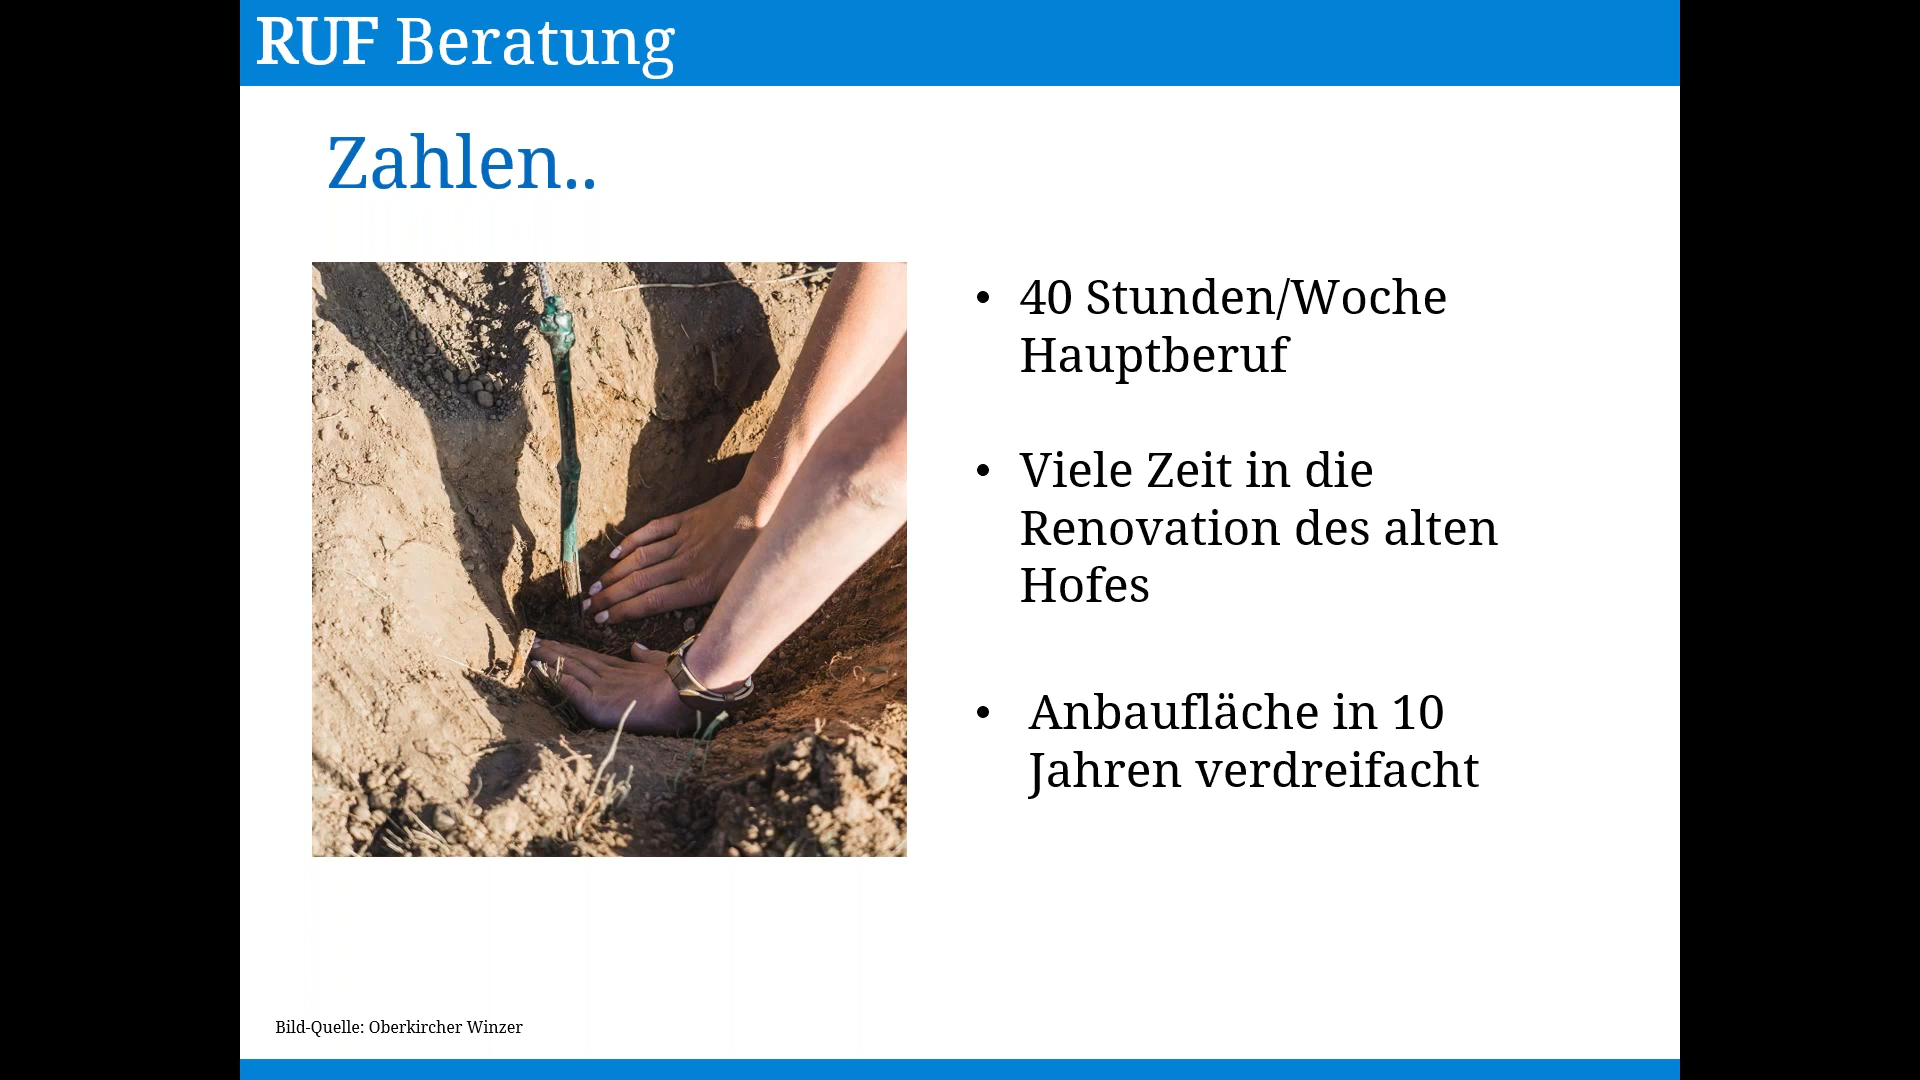 RUF Beratung
Zahlen..
• 40 Stunden/Woche
Hauptberuf
• Viele Zeit in die
Renovation des alten
Hofes
• Anbaufläche in 10
Jahren verdreifacht
Bild-Quelle: Oberkircher Winzer